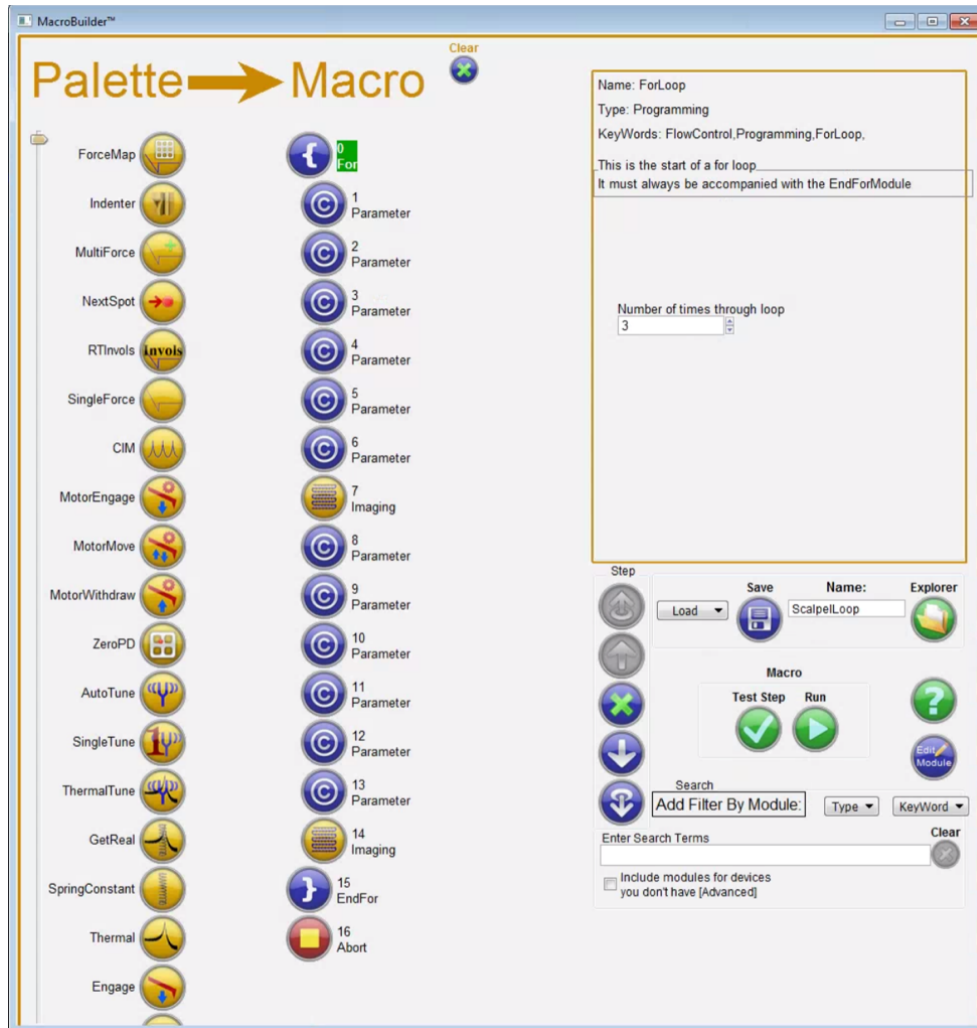 MacroBuilder™
Clear
Palette Macro
ForceMap
Indenter
MultiForce
NextSpot
RTInvols
Invols
SingleForce
CIM
MotorEngage
MotorMove
MotorWithdraw
ZeroPD
AutoTune
SingleTune
1
ThermalTune
GetReal
SpringConstant
Thermal
Engage
{
0
For
©
1
Parameter
©
2
Parameter
©
3
Parameter
©
4
Parameter
©
5
Parameter
©
6
Parameter
7
Imaging
©
8
Parameter
©
9
Parameter
©
10
Parameter
©
11
Parameter
©
12
Parameter
©
13
Parameter
14
Imaging
}
15
EndFor
16
Abort
Name: ForLoop
Type: Programming
KeyWords: FlowControl,Programming,ForLoop,
This is the start of a for loop
It must always be accompanied with the EndForModule
Number of times through loop
3
Step
Load
Save
Name:
ScalpelLoop
Explorer
Macro
Test Step Run
?
Edit
Module
Search
Add Filter By Module:
Type
KeyWord
Enter Search Terms
Clear
Include modules for devices
you don't have [Advanced]